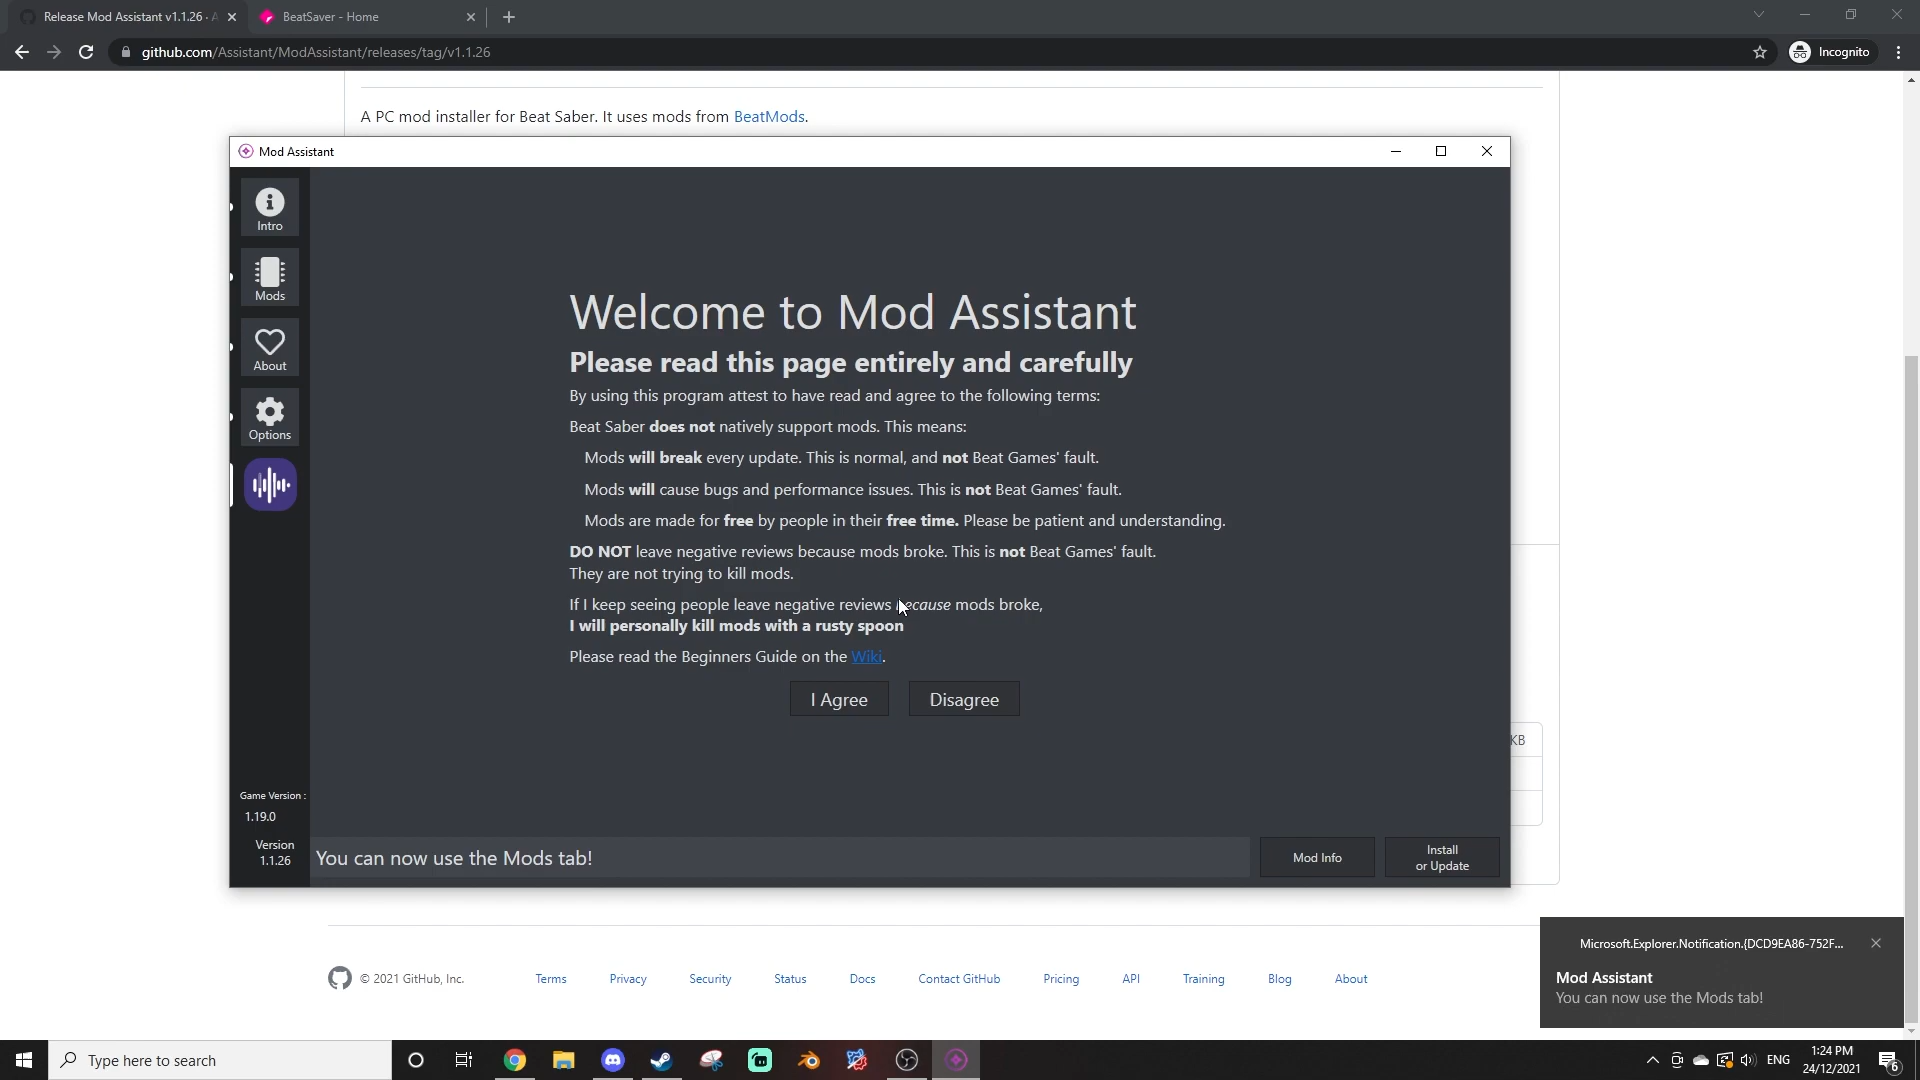 Release Mod Assistant v1.1.26 · A
BeatSaver - Home
github.com/Assistant/ModAssistant/releases/tag/v1.1.26
Incognito
A PC mod installer for Beat Saber. It uses mods from BeatMods.
Mod Assistant
Intro
Mods
About
Options
Welcome to Mod Assistant
Please read this page entirely and carefully
By using this program attest to have read and agree to the following terms:
Beat Saber does not natively support mods. This means:
Mods will break every update. This is normal, and not Beat Games' fault.
Mods will cause bugs and performance issues. This is not Beat Games' fault.
Mods are made for free by people in their free time. Please be patient and understanding.
DO NOT leave negative reviews because mods broke. This is not Beat Games' fault.
They are not trying to kill mods.
If I keep seeing people leave negative reviews because mods broke,
I will personally kill mods with a rusty spoon
Please read the Beginners Guide on the Wiki.
I Agree
Disagree
KB
Game Version :
1.19.0
Version
1.1.26
You can now use the Mods tab!
Mod Info
Install
or Update
© 2021 GitHub, Inc.
Terms
Privacy
Security
Status
Docs
Contact GitHub
Pricing
API
Training
Blog
About
Microsoft.Explorer.Notification.{DCD9EA86-752F...
Mod Assistant
You can now use the Mods tab!
Type here to search
ENG
1:24 PM
24/12/2021
6